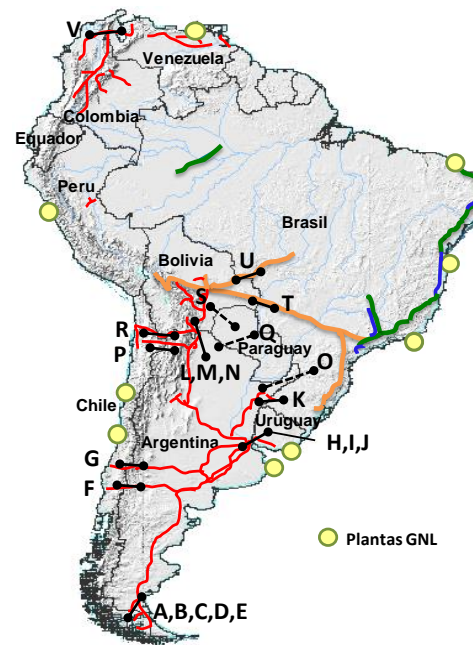 V
Venezuela
Colombia
Equador
Peru
Brasil
Bolivia
U
S
T
R
Q
P
Paraguay
L,M,N
O
K
Chile
Uruguay
Argentina
H,I,J
G
F
Plantas GNL
A,B,C,D,E